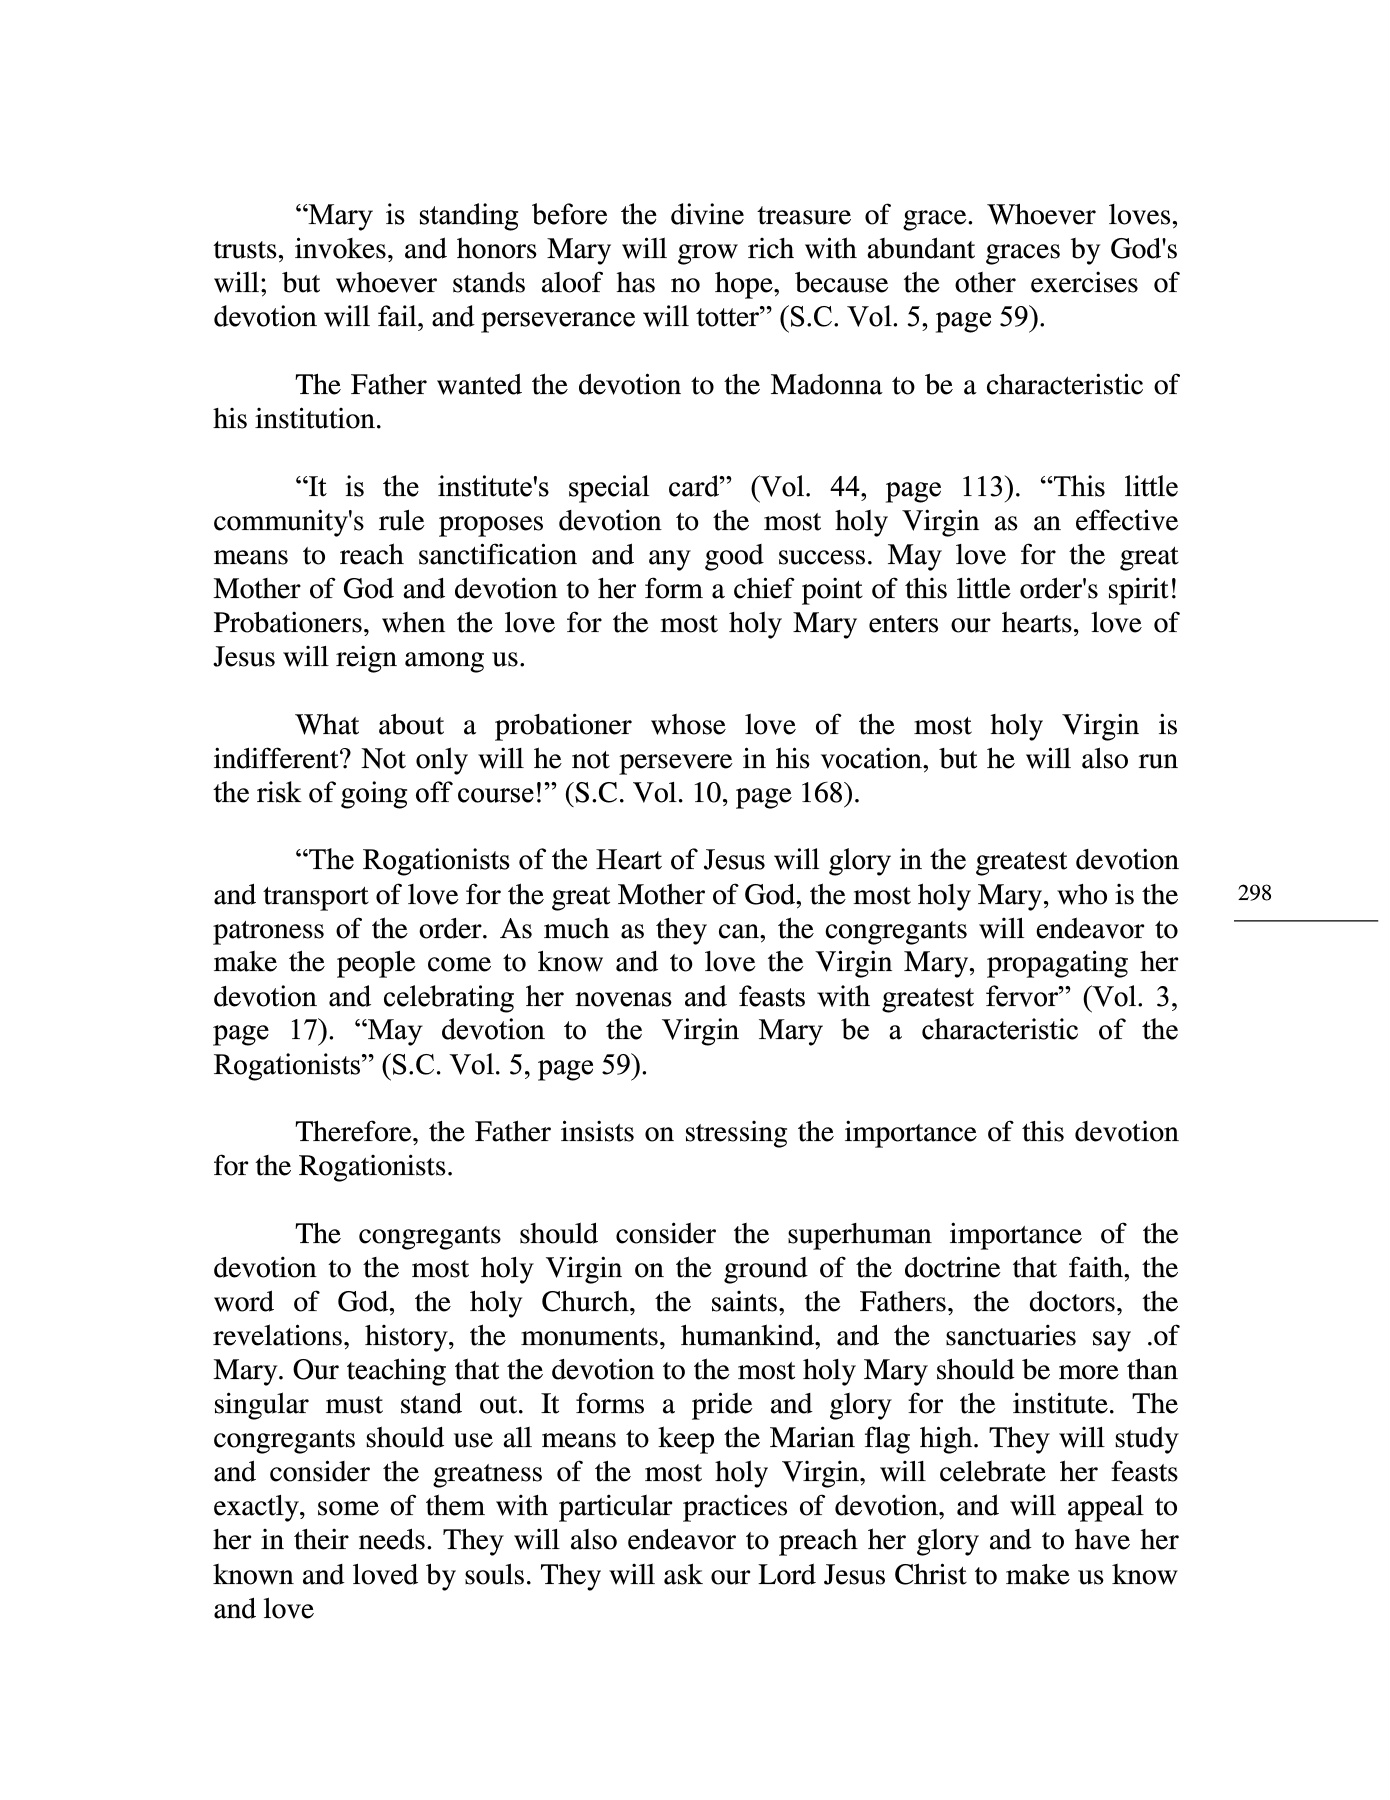 “Mary is standing before the divine treasure of grace. Whoever loves,
trusts, invokes, and honors Mary will grow rich with abundant graces by God's
will; but whoever stands aloof has no hope, because the other exercises of
devotion will fail, and perseverance will totter” (S.C. Vol. 5, page 59).
The Father wanted the devotion to the Madonna to be a characteristic of
his institution.
“It is the institute's special card” (Vol. 44, page 113). “This little
community's rule proposes devotion to the most holy Virgin as an effective
means to reach sanctification and any good success. May love for the great
Mother of God and devotion to her form a chief point of this little order's spirit!
Probationers, when the love for the most holy Mary enters our hearts, love of
Jesus will reign among us.
What about a probationer whose love of the most holy Virgin is
indifferent? Not only will he not persevere in his vocation, but he will also run
the risk of going off course!” (S.C. Vol. 10, page 168).
“The Rogationists of the Heart of Jesus will glory in the greatest devotion
and transport of love for the great Mother of God, the most holy Mary, who is the
patroness of the order. As much as they can, the congregants will endeavor to
make the people come to know and to love the Virgin Mary, propagating her
devotion and celebrating her novenas and feasts with greatest fervor” (Vol. 3,
page 17). “May devotion to the Virgin Mary be a characteristic of the
Rogationists” (S.C. Vol. 5, page 59).
Therefore, the Father insists on stressing the importance of this devotion
for the Rogationists.
The congregants should consider the superhuman importance of the
devotion to the most holy Virgin on the ground of the doctrine that faith, the
word of God, the holy Church, the saints, the Fathers, the doctors, the
revelations, history, the monuments, humankind, and the sanctuaries say .of
Mary. Our teaching that the devotion to the most holy Mary should be more than
singular must stand out. It forms a pride and glory for the institute. The
congregants should use all means to keep the Marian flag high. They will study
and consider the greatness of the most holy Virgin, will celebrate her feasts
exactly, some of them with particular practices of devotion, and will appeal to
her in their needs. They will also endeavor to preach her glory and to have her
known and loved by souls. They will ask our Lord Jesus Christ to make us know
and love
298